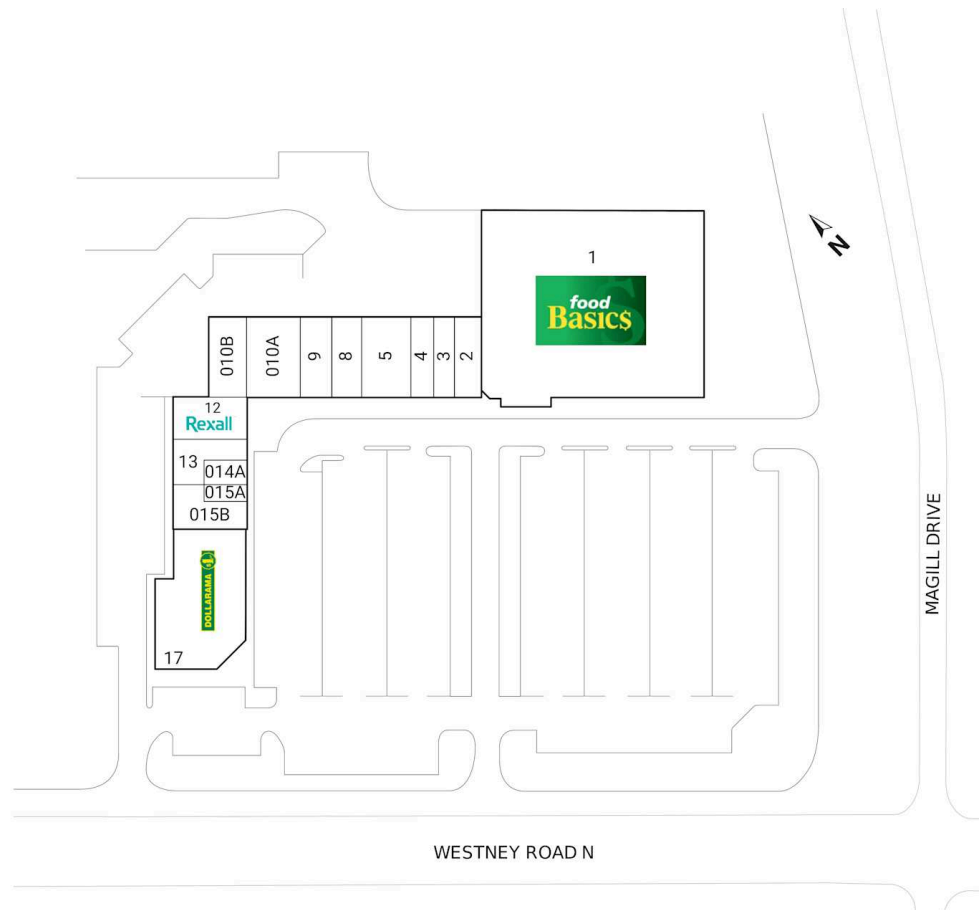 1
food
Basics
N
010B
010A
9
8
5
4
3
2
12
Rexall
13
014A
015A
015B
DOLLARAMA
17
MAGILL DRIVE
WESTNEY ROAD N